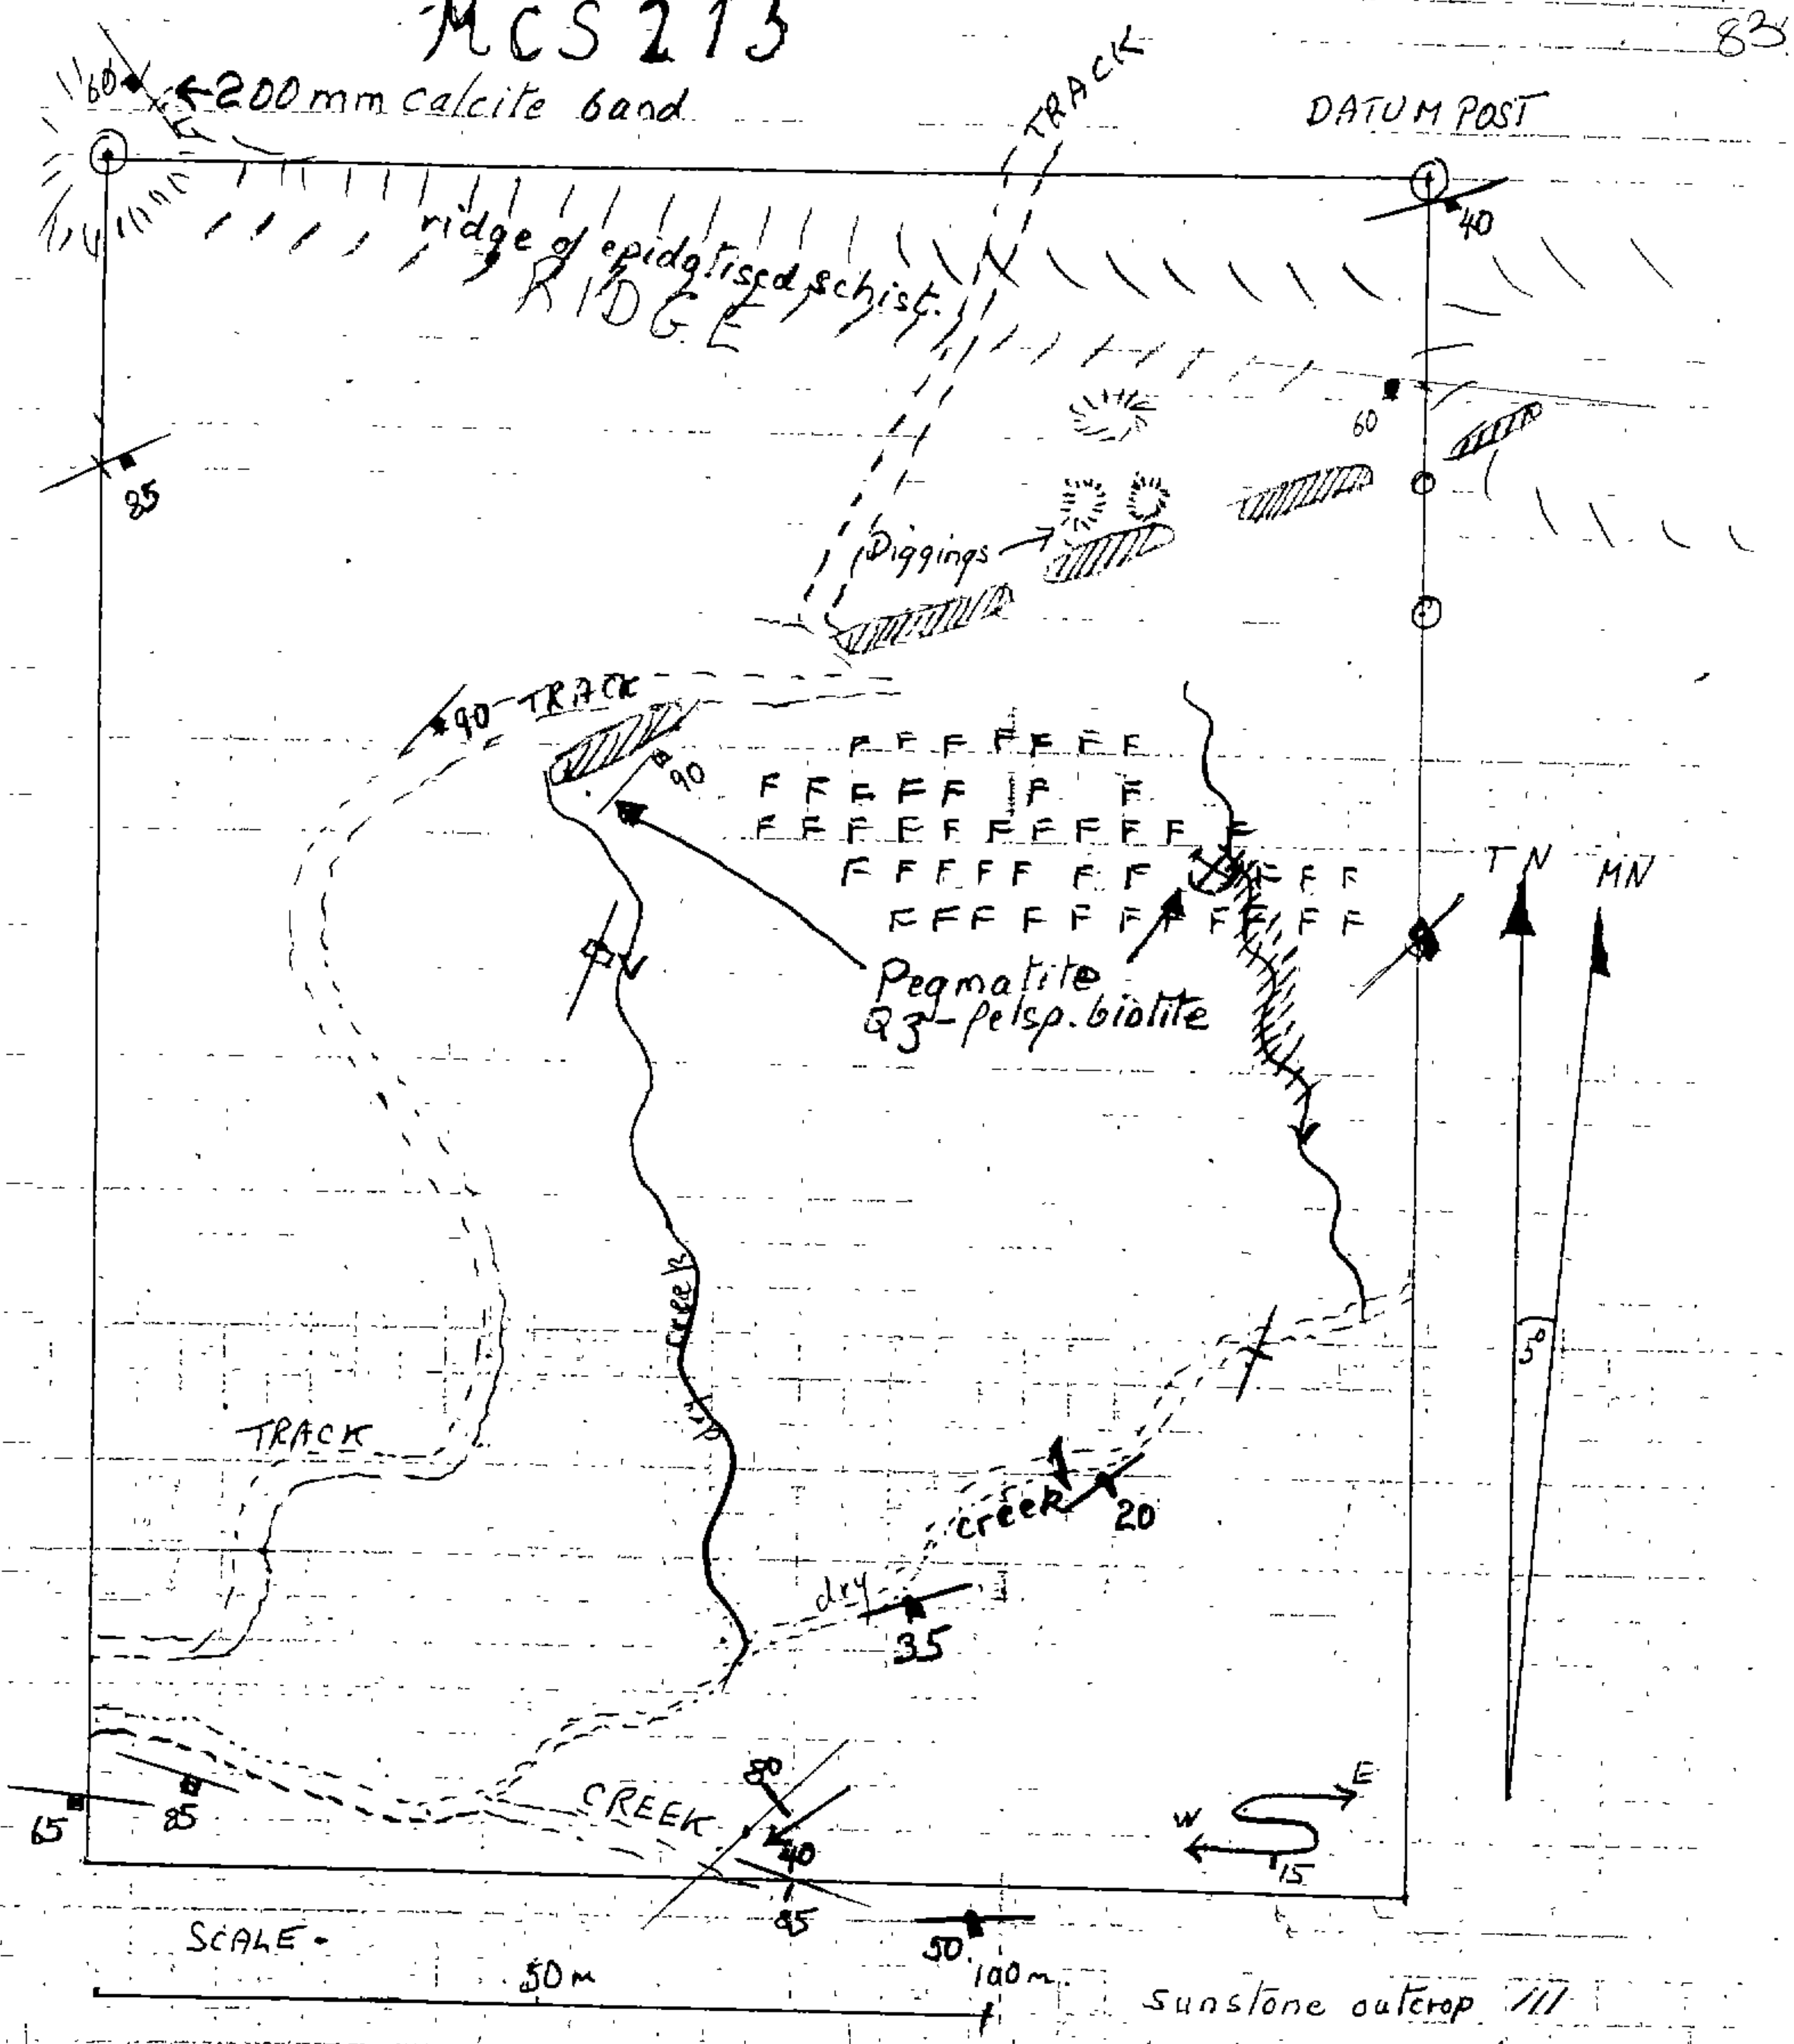 MCS 213
83
60
←200mm calcite band
TRACK
DATUM POST
40
ridge of epidotised schist.
RIDGE
60
85
Diggings
90
TRACK
90
F F F F F F F
F F F F F F F
F F F F F F F F F F F
F F F F F F F F F F
F F F F F F F F F F
TN
MN
Pegmatite
Qz-felsp. biotite
5°
creek
TRACK
creek
20
dry
35
80
CREEK
40
E
W
15
65
85
85
50
SCALE -
50m
100m.
Sunstone outcrop ///